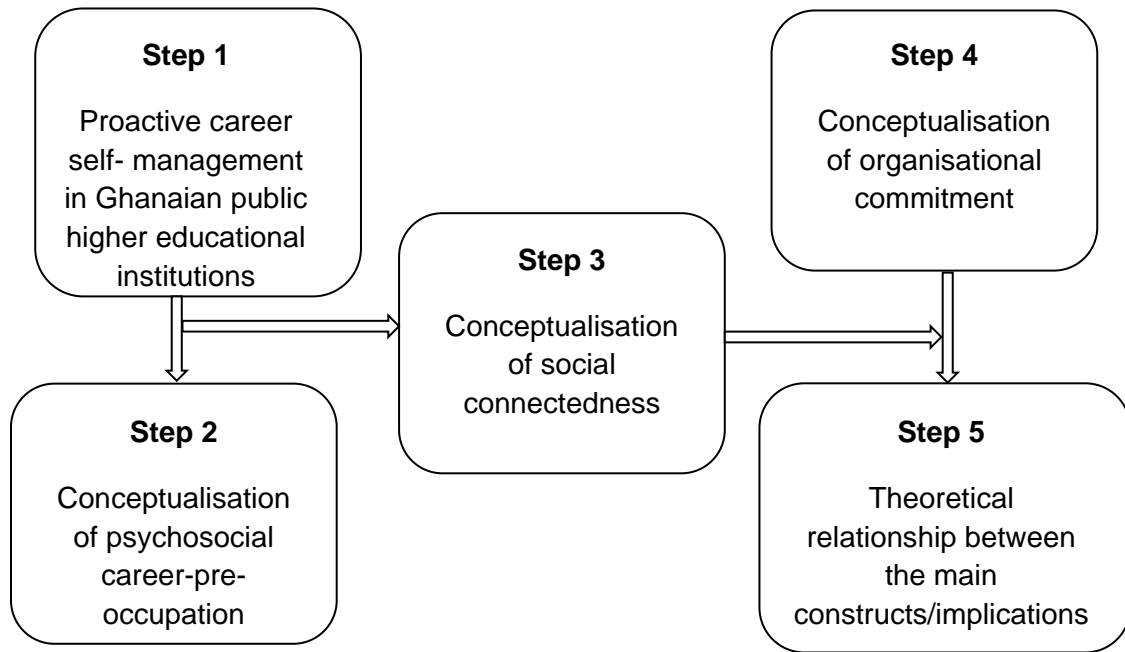 Step 1
Proactive career
self- management
in Ghanaian public
higher educational
institutions
Step 2
Conceptualisation
of psychosocial
career-pre-
occupation
Step 3
Conceptualisation
of social
connectedness
Step 4
Conceptualisation
of organisational
commitment
Step 5
Theoretical
relationship between
the main
constructs/implications